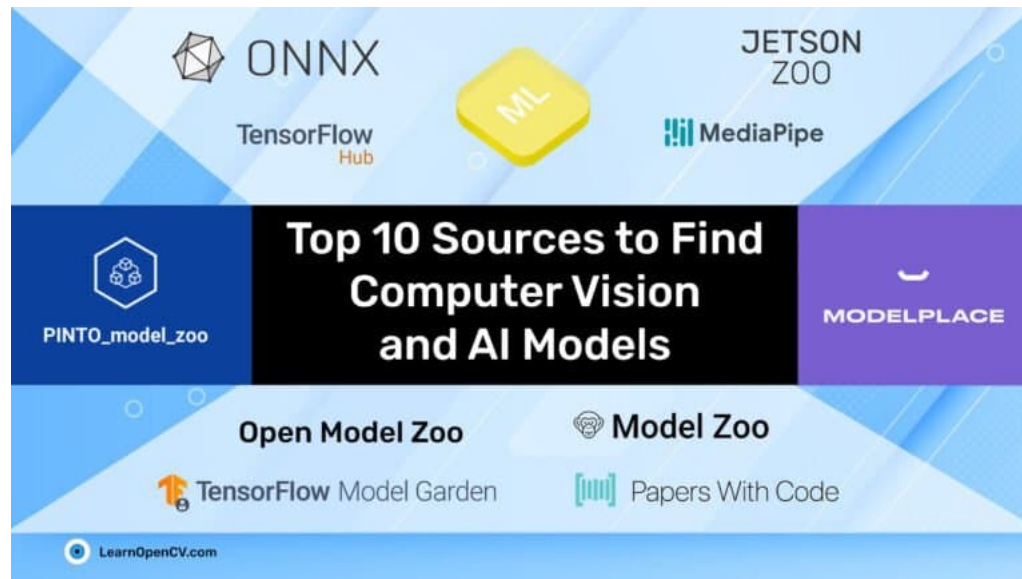 ONNX
ML
JETSON
ZOO
TensorFlow
Hub
MediaPipe
PINTO_model_zoo
Top 10 Sources to Find
Computer Vision
and AI Models
MODELPLACE
Open Model Zoo
Model Zoo
TensorFlow Model Garden
Papers With Code
LearnOpenCV.com